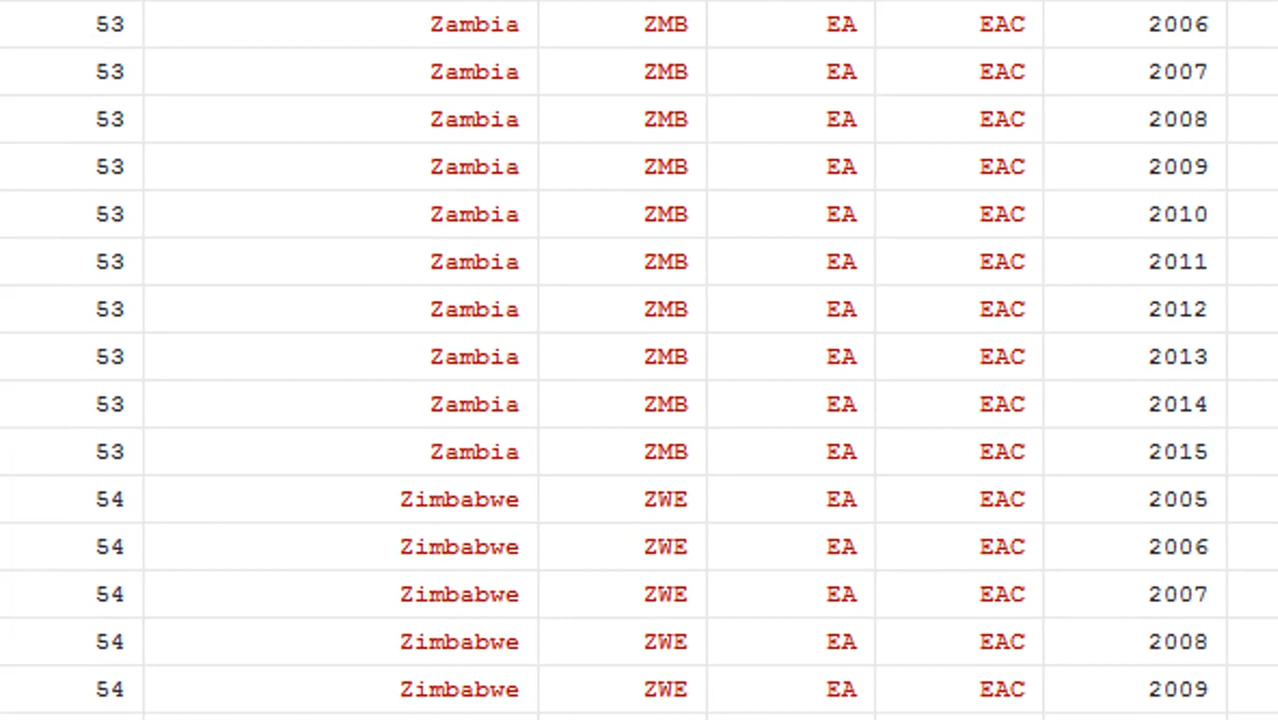 53 Zambia ZMB EA EAC 2006
53 Zambia ZMB EA EAC 2007
53 Zambia ZMB EA EAC 2008
53 Zambia ZMB EA EAC 2009
53 Zambia ZMB EA EAC 2010
53 Zambia ZMB EA EAC 2011
53 Zambia ZMB EA EAC 2012
53 Zambia ZMB EA EAC 2013
53 Zambia ZMB EA EAC 2014
53 Zambia ZMB EA EAC 2015
54 Zimbabwe ZWE EA EAC 2005
54 Zimbabwe ZWE EA EAC 2006
54 Zimbabwe ZWE EA EAC 2007
54 Zimbabwe ZWE EA EAC 2008
54 Zimbabwe ZWE EA EAC 2009